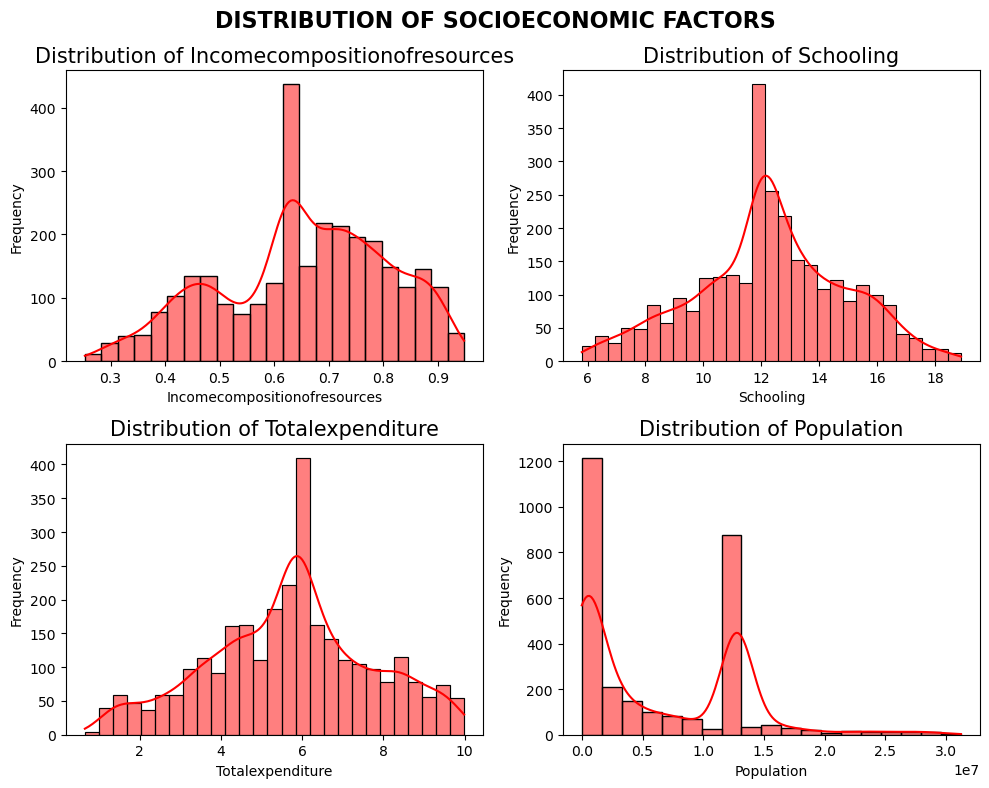 DISTRIBUTION OF SOCIOECONOMIC FACTORS
Distribution of Incomecompositionofresources
Frequency
400
300
200
100
0
0.3 0.4 0.5 0.6 0.7 0.8 0.9
Incomecompositionofresources
Distribution of Schooling
Frequency
400
350
300
250
200
150
100
50
0
6 8 10 12 14 16 18
Schooling
Distribution of Totalexpenditure
Frequency
400
350
300
250
200
150
100
50
0
2 4 6 8 10
Totalexpenditure
Distribution of Population
Frequency
1200
1000
800
600
400
200
0
0.0 0.5 1.0 1.5 2.0 2.5 3.0
1e7
Population